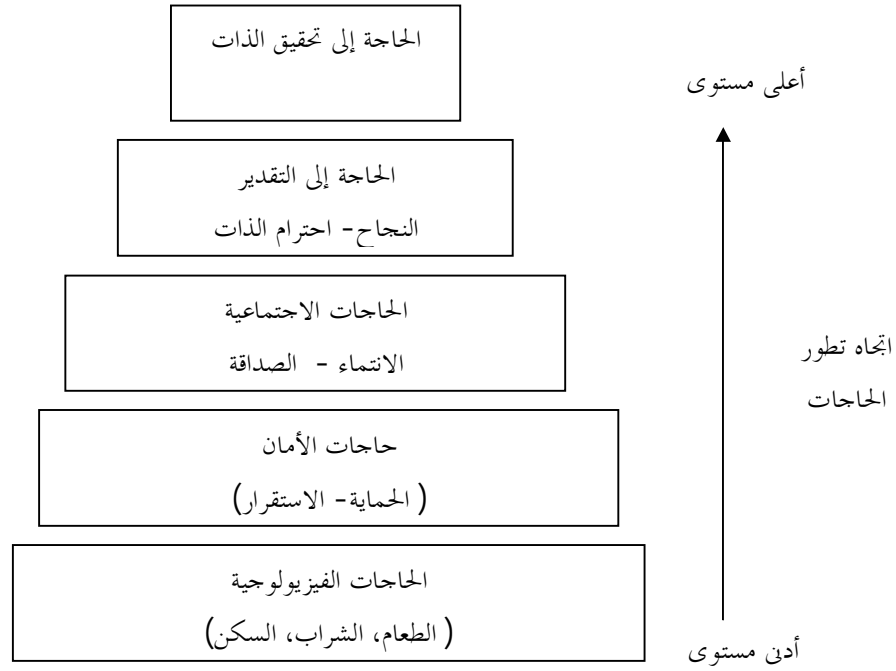 الحاجة إلى تحقيق الذات
أعلى مستوى
الحاجة إلى التقدير
النجاح- احترام الذات
الحاجات الاجتماعية
الانتماء - الصداقة
اتجاه تطور
الحاجات
حاجات الأمان
(الحماية- الاستقرار)
الحاجات الفيزيولوجية
(الطعام، الشراب، السكن)
أدنى مستوى